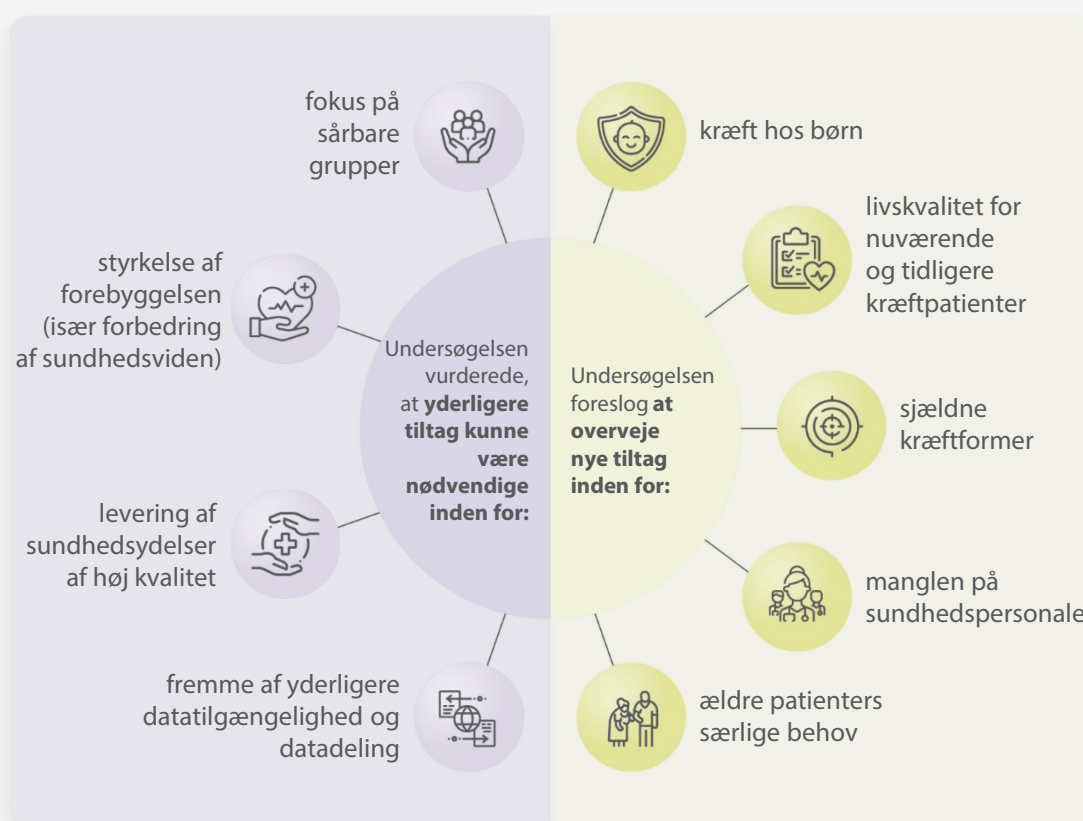 Undersøgelsen
vurderede,
at yderligere
tiltag kunne
være
nødvendige
inden for:
fokus på
sårbare
grupper
styrkelse af
forebyggelsen
(især forbedring
af sundhedsviden)
levering af
sundhedsydelser
af høj kvalitet
fremme af yderligere
datatilgængelighed og
datadeling
Undersøgelsen
foreslog at
overveje
nye tiltag
inden for:
kræft hos børn
livskvalitet for
nuværende
og tidligere
kræftpatienter
sjældne
kræftformer
manglen på
sundhedspersonale
ældre patienters
særlige behov